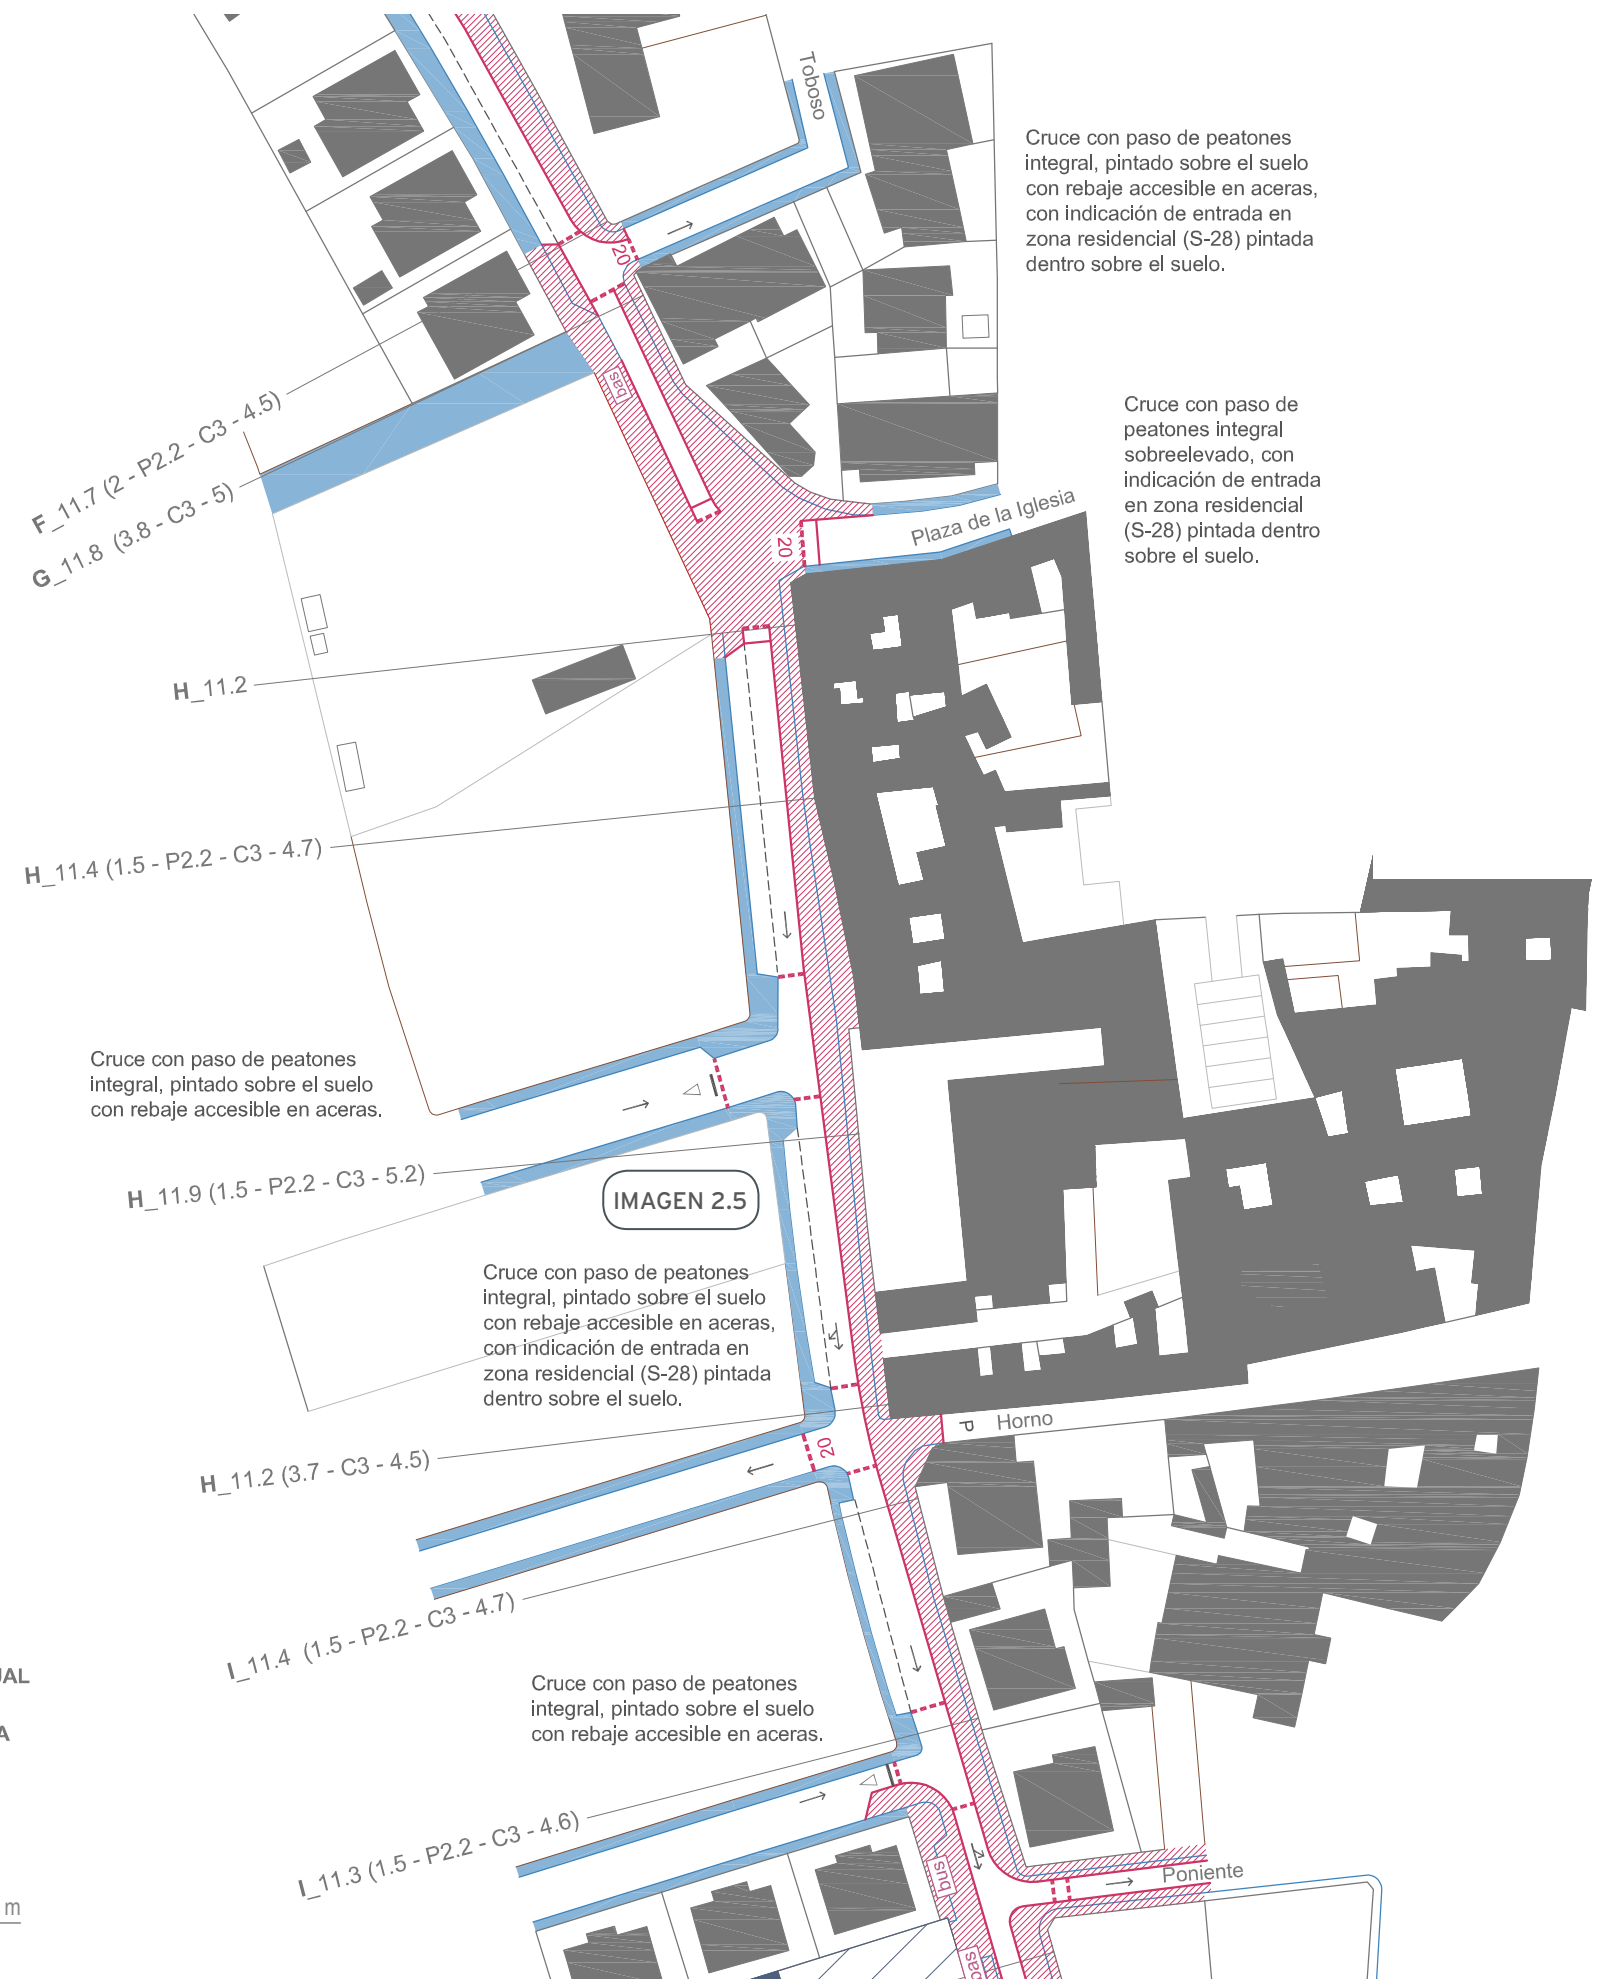 Toboso
Cruce con paso de peatones
integral, pintado sobre el suelo
con rebaje accesible en aceras,
con indicación de entrada en
zona residencial (S-28) pintada
dentro sobre el suelo.
20
bas
F_11.7 (2 - P2.2 - C3 - 4.5)
G_11.8 (3.8 - C3 - 5)
Cruce con paso de
peatones integral
sobreelevado, con
indicación de entrada
en zona residencial
(S-28) pintada dentro
sobre el suelo.
Plaza de la Iglesia
20
H_11.2
H_11.4 (1.5 - P2.2 - C3 - 4.7)
Cruce con paso de peatones
integral, pintado sobre el suelo
con rebaje accesible en aceras.
H_11.9 (1.5 - P2.2 - C3 - 5.2)
IMAGEN 2.5
Cruce con paso de peatones
integral, pintado sobre el suelo
con rebaje accesible en aceras,
con indicación de entrada en
zona residencial (S-28) pintada
dentro sobre el suelo.
P
Horno
20
H_11.2 (3.7 - C3 - 4.5)
I_11.4 (1.5 - P2.2 - C3 - 4.7)
UAL
Cruce con paso de peatones
integral, pintado sobre el suelo
con rebaje accesible en aceras.
A
I_11.3 (1.5 - P2.2 - C3 - 4.6)
bus
Poniente
m
bas